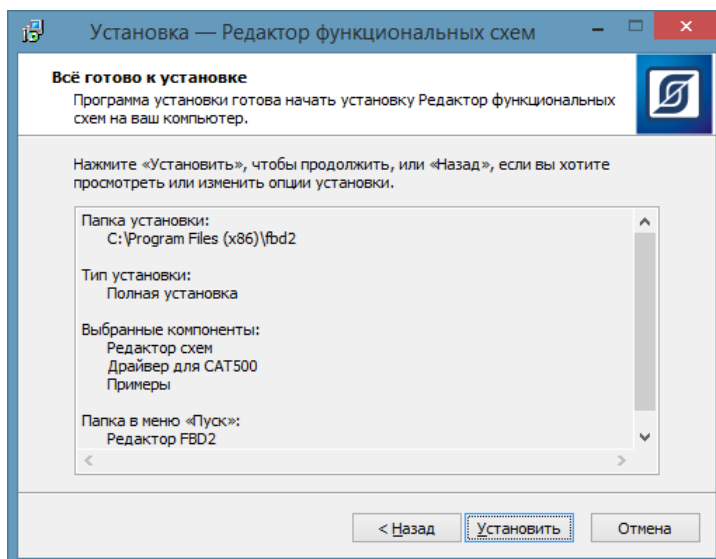 Установка — Редактор функциональных схем
Всё готово к установке
Программа установки готова начать установку Редактор функциональных
схем на ваш компьютер.
Нажмите «Установить», чтобы продолжить, или «Назад», если вы хотите
просмотреть или изменить опции установки.
Папка установки:
C:\Program Files (x86)\fbd2
Тип установки:
Полная установка
Выбранные компоненты:
Редактор схем
Драйвер для CAT500
Примеры
Папка в меню «Пуск»:
Редактор FBD2
< Назад
Установить
Отмена